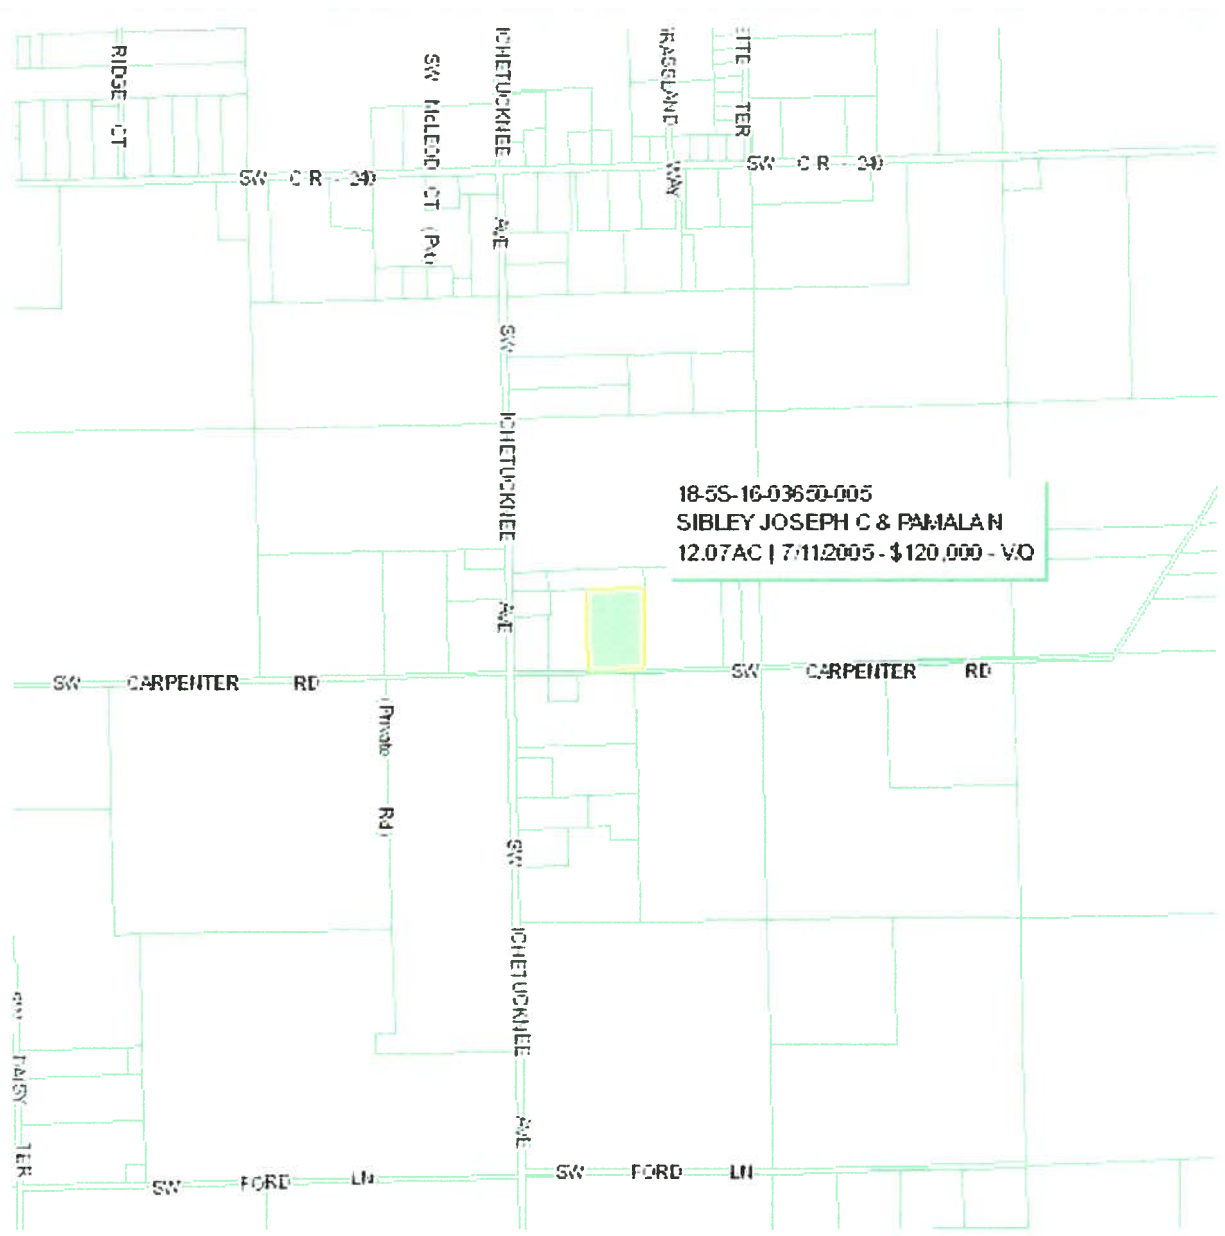 RIDGE CT
SW McLEOD CT (Pvt)
ICHETUCKNEE AVE
GRASSLAND WAY
TER
SW C R - 240
SW C R - 240
SW ICHETUCKNEE AVE
18-5S-16-03650-005
SIBLEY JOSEPH C & PAMALA N
12.07AC | 7/11/2005 - $120,000 - V/Q
SW CARPENTER RD
SW CARPENTER RD
(Private Rd)
SW ICHETUCKNEE AVE
SW DAISY TER
SW FORD LN
SW FORD LN